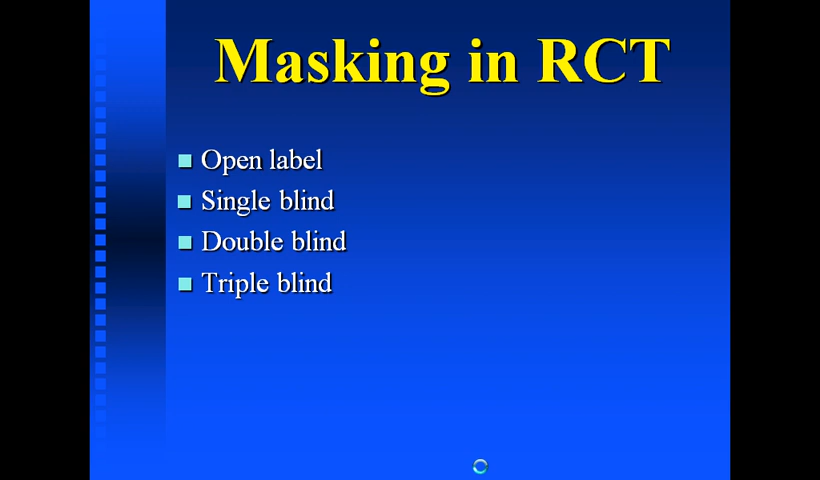 Masking in RCT
Open label
Single blind
Double blind
Triple blind